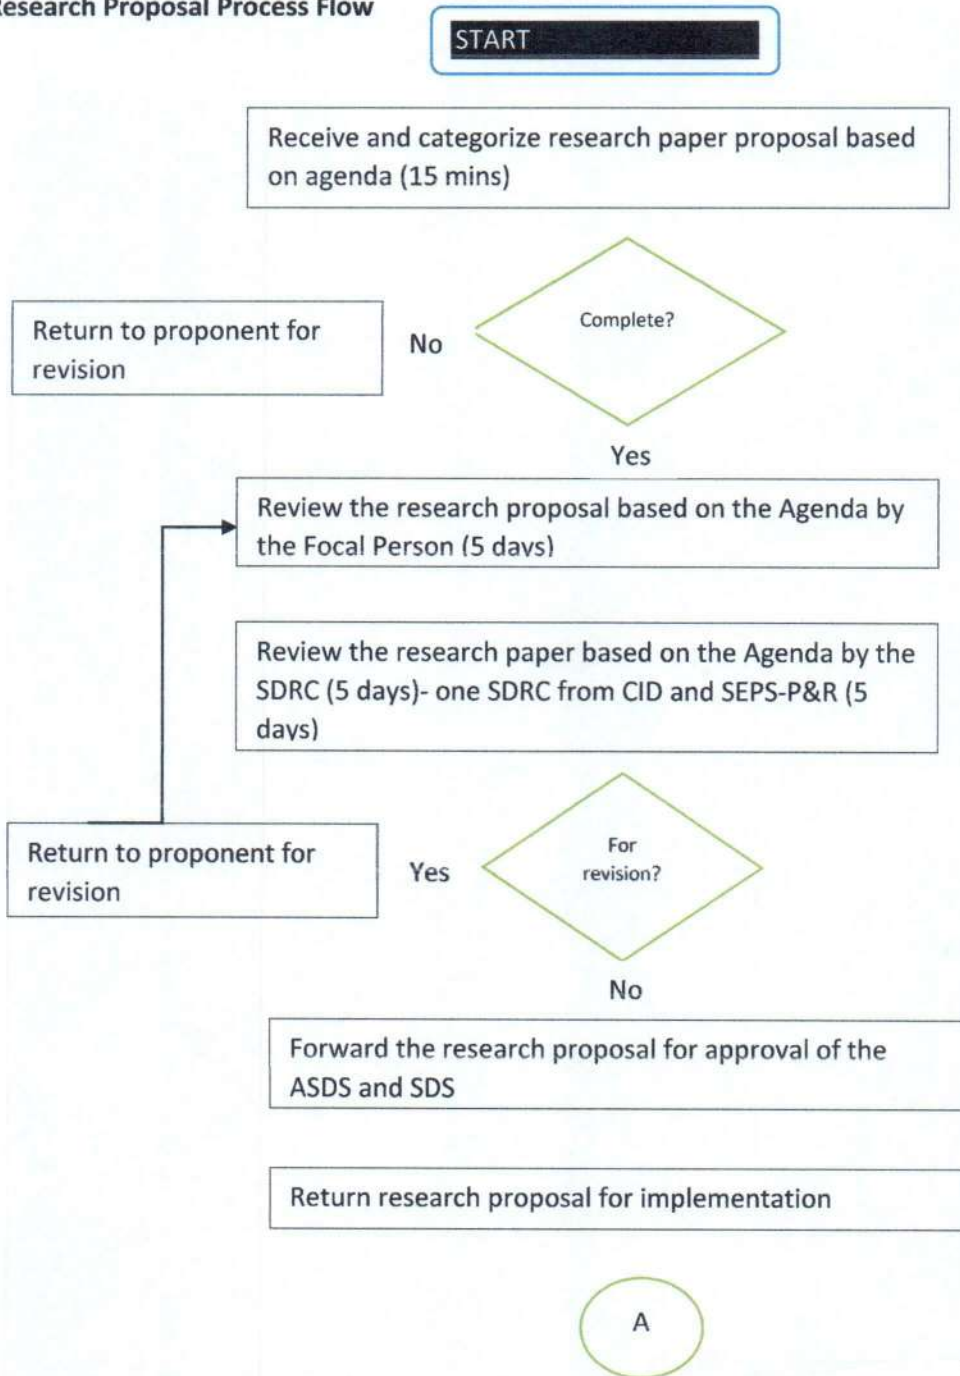 Research Proposal Process Flow
START
Receive and categorize research paper proposal based
on agenda (15 mins)
Complete?
No
Return to proponent for
revision
Yes
Review the research proposal based on the Agenda by
the Focal Person (5 days)
Review the research paper based on the Agenda by the
SDRC (5 days)- one SDRC from CID and SEPS-P&R (5
days)
For
revision?
Yes
Return to proponent for
revision
No
Forward the research proposal for approval of the
ASDS and SDS
Return research proposal for implementation
A